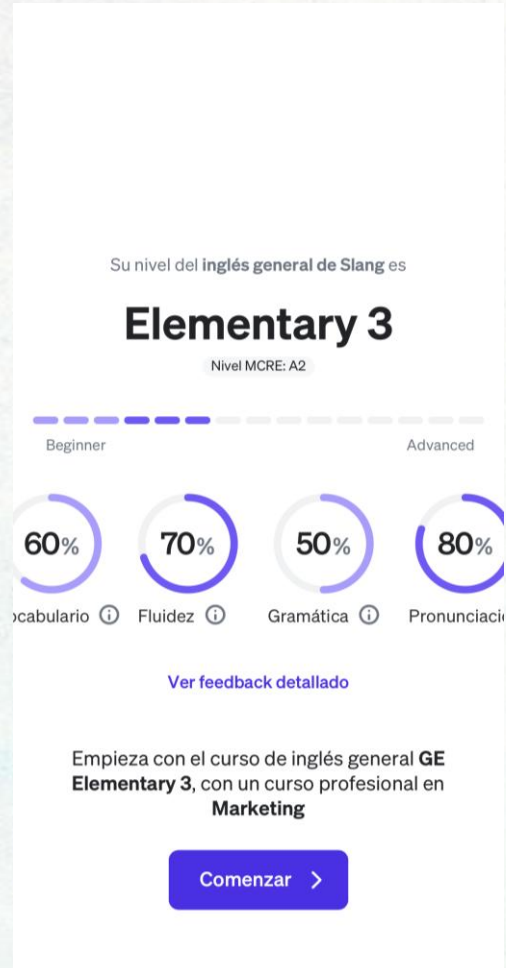 Su nivel del inglés general de Slang es
Elementary 3
Nivel MCRE: A2
Beginner Advanced
60% 70% 50% 80%
ocabulario Fluidez Gramática Pronunciaci
Ver feedback detallado
Empieza con el curso de inglés general GE
Elementary 3, con un curso profesional en
Marketing
Comenzar